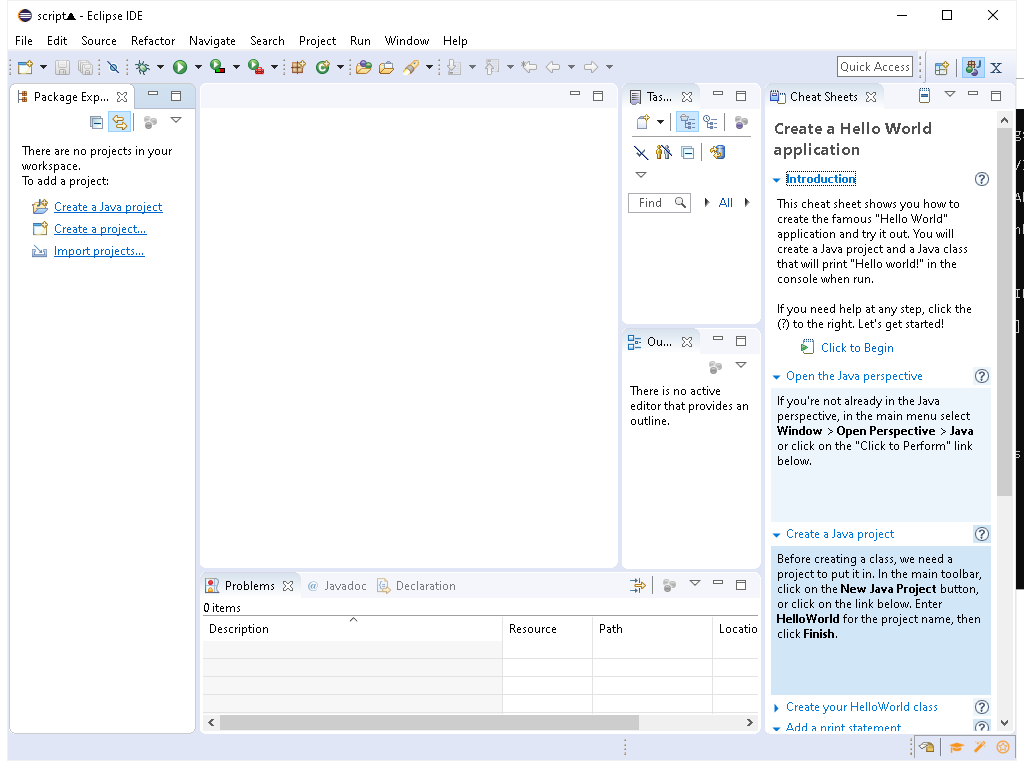 script▲ - Eclipse IDE
File Edit Source Refactor Navigate Search Project Run Window Help
Quick Access
Package Exp...
There are no projects in your
workspace.
To add a project:
Create a Java project
Create a project...
Import projects...
Tas...
Find
All
Ou...
There is no active
editor that provides an
outline.
Problems
@ Javadoc
Declaration
0 items
Description Resource Path Locatio
Cheat Sheets
Create a Hello World
application
Introduction
This cheat sheet shows you how to
create the famous "Hello World"
application and try it out. You will
create a Java project and a Java class
that will print "Hello world!" in the
console when run.
If you need help at any step, click the
(?) to the right. Let's get started!
Click to Begin
Open the Java perspective
If you're not already in the Java
perspective, in the main menu select
Window > Open Perspective > Java
or click on the "Click to Perform" link
below.
Create a Java project
Before creating a class, we need a
project to put it in. In the main toolbar,
click on the New Java Project button,
or click on the link below. Enter
HelloWorld for the project name, then
click Finish.
Create your HelloWorld class
Add a print statement